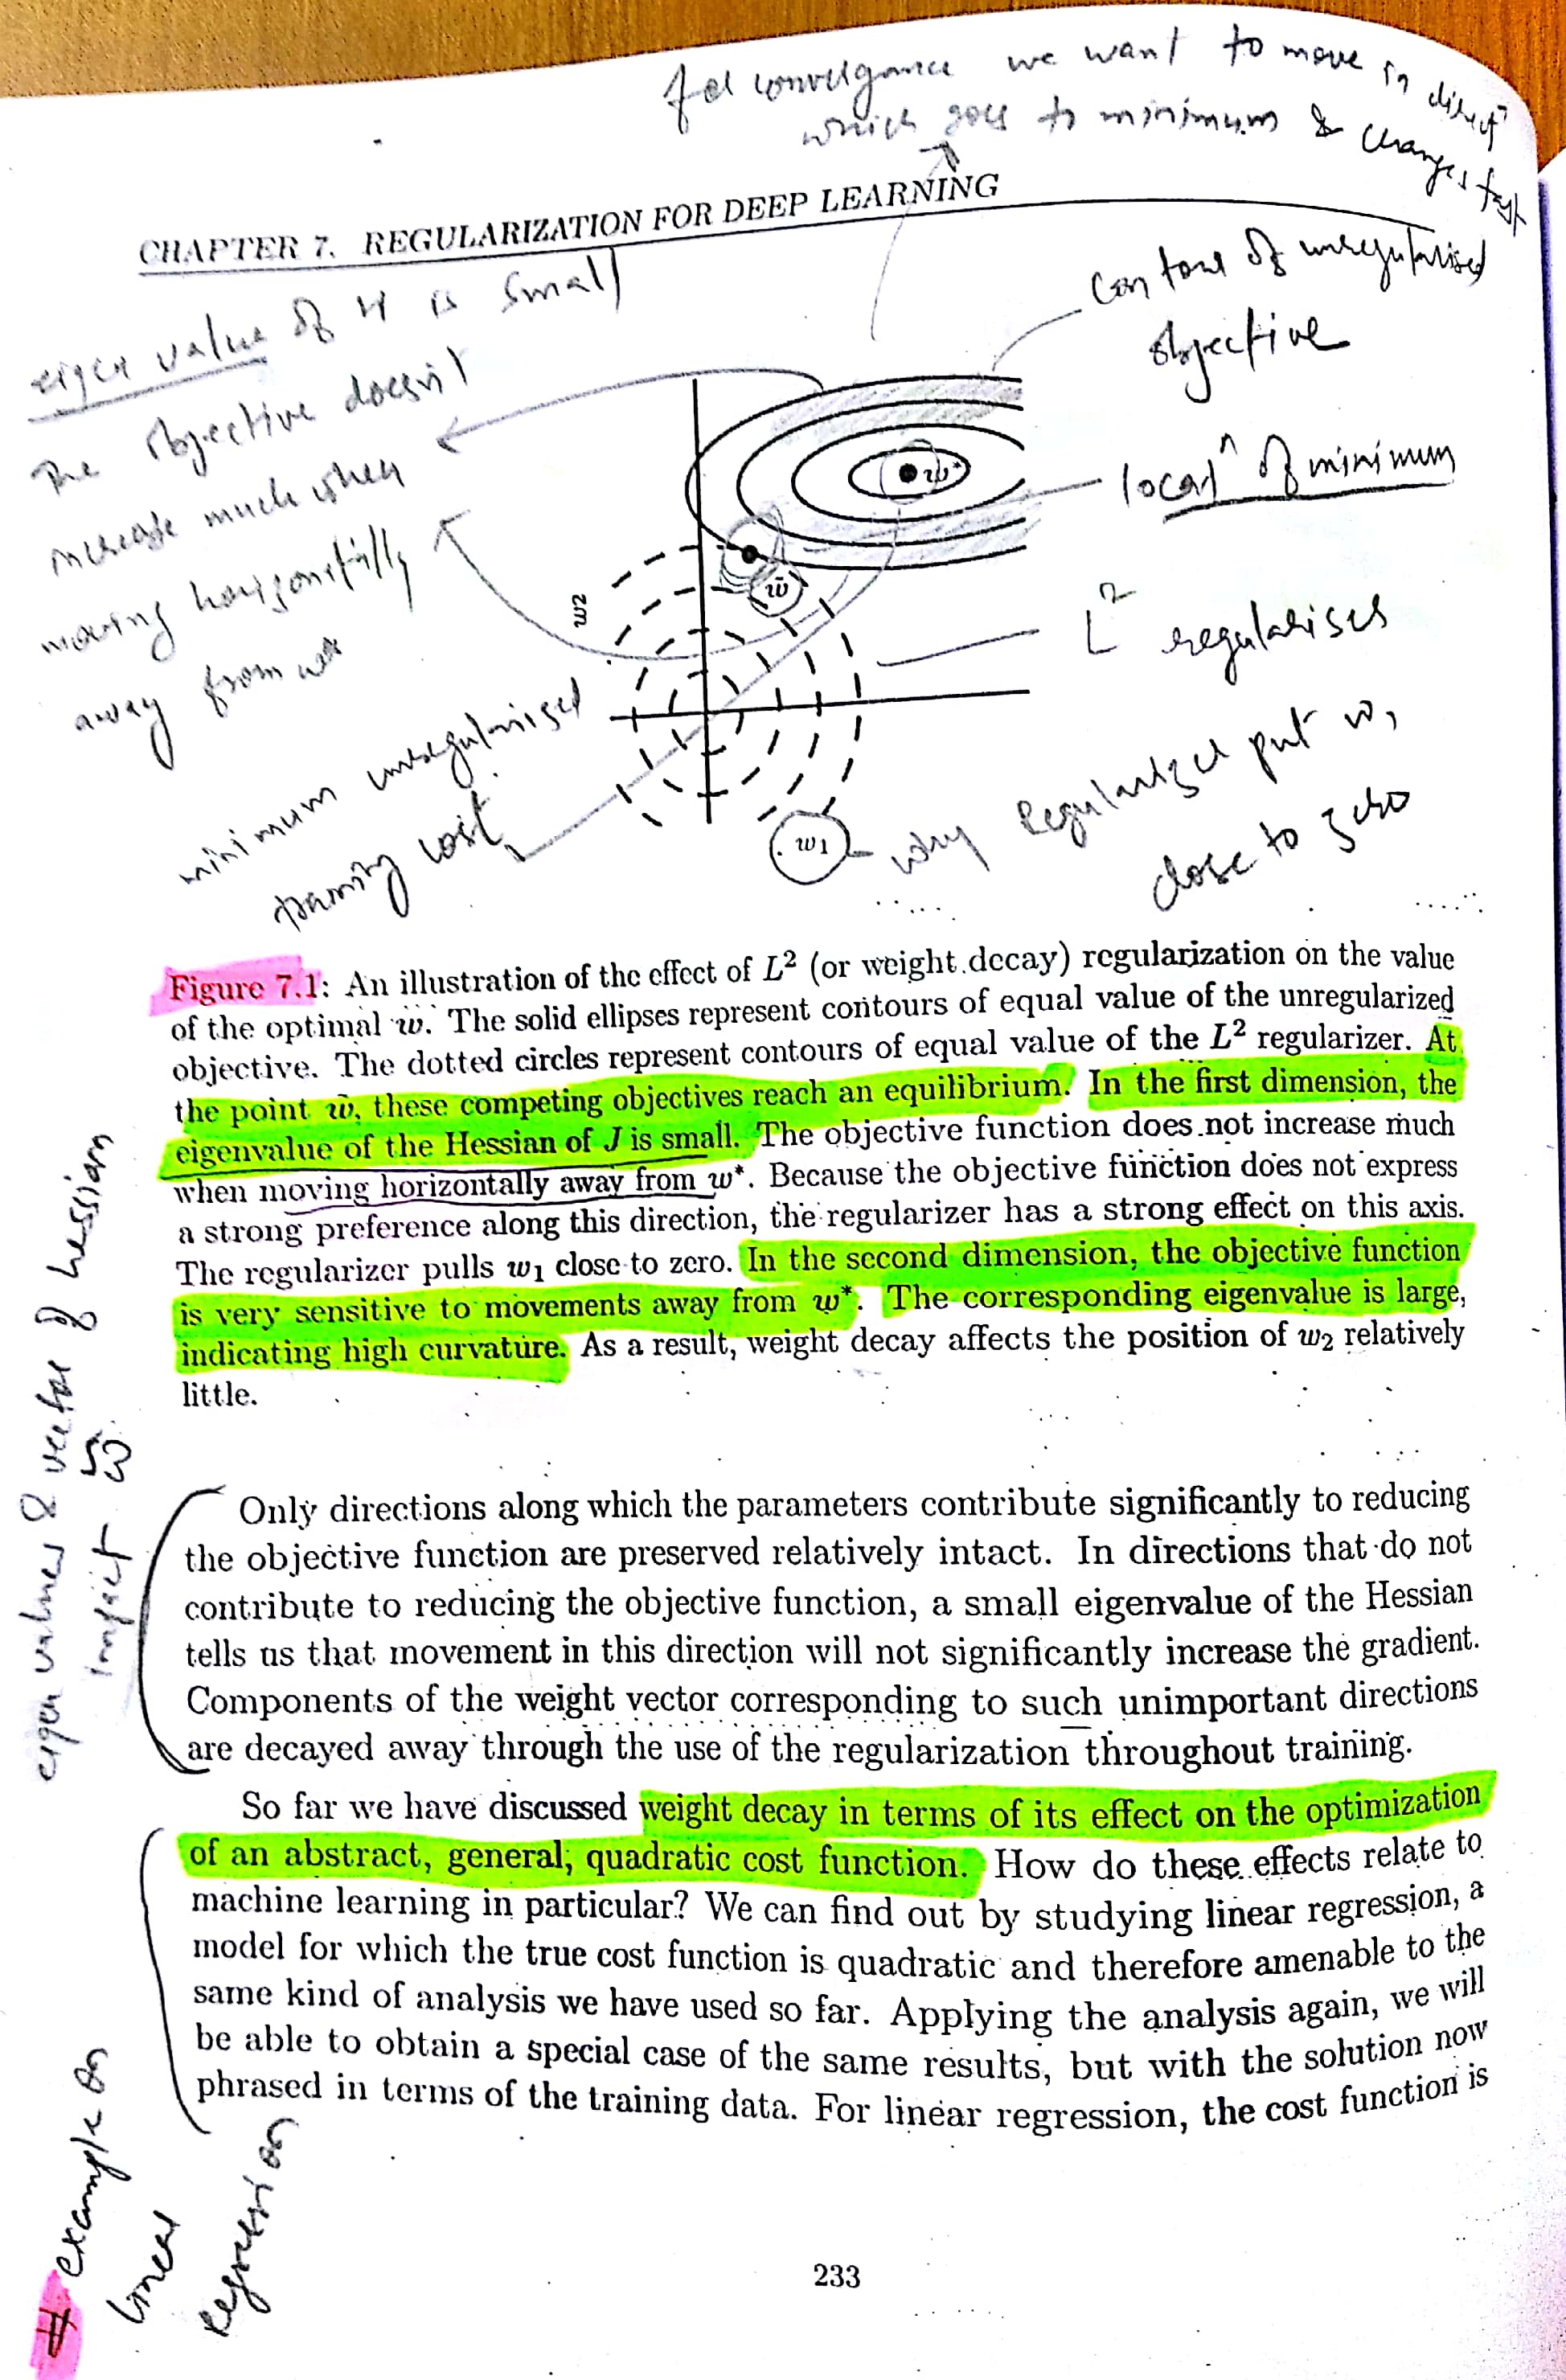 for convergence we want to move in direct^n
which goes to minimum & changes fast
CHAPTER 7. REGULARIZATION FOR DEEP LEARNING
eigen value of H is small
The objective doesn't
increase much when
moving horizontally
away from w*
contour of unregularised
objective
locat^n of minimum
L² regularises
why regularizer put w₁
close to zero
minimum unregularised
training cost
w*
w̃
w2
w1
Figure 7.1: An illustration of the effect of L² (or weight decay) regularization on the value
of the optimal w. The solid ellipses represent contours of equal value of the unregularized
objective. The dotted circles represent contours of equal value of the L² regularizer. At
the point w̃, these competing objectives reach an equilibrium. In the first dimension, the
eigenvalue of the Hessian of J is small. The objective function does not increase much
when moving horizontally away from w*. Because the objective function does not express
a strong preference along this direction, the regularizer has a strong effect on this axis.
The regularizer pulls w₁ close to zero. In the second dimension, the objective function
is very sensitive to movements away from w*. The corresponding eigenvalue is large,
indicating high curvature. As a result, weight decay affects the position of w₂ relatively
little.
eigen values & vector of hessian
impact w̃
Only directions along which the parameters contribute significantly to reducing
the objective function are preserved relatively intact. In directions that do not
contribute to reducing the objective function, a small eigenvalue of the Hessian
tells us that movement in this direction will not significantly increase the gradient.
Components of the weight vector corresponding to such unimportant directions
are decayed away through the use of the regularization throughout training.
So far we have discussed weight decay in terms of its effect on the optimization
of an abstract, general, quadratic cost function. How do these effects relate to
machine learning in particular? We can find out by studying linear regression, a
model for which the true cost function is quadratic and therefore amenable to the
same kind of analysis we have used so far. Applying the analysis again, we will
be able to obtain a special case of the same results, but with the solution now
phrased in terms of the training data. For linear regression, the cost function is
# example on
linear
regression
233